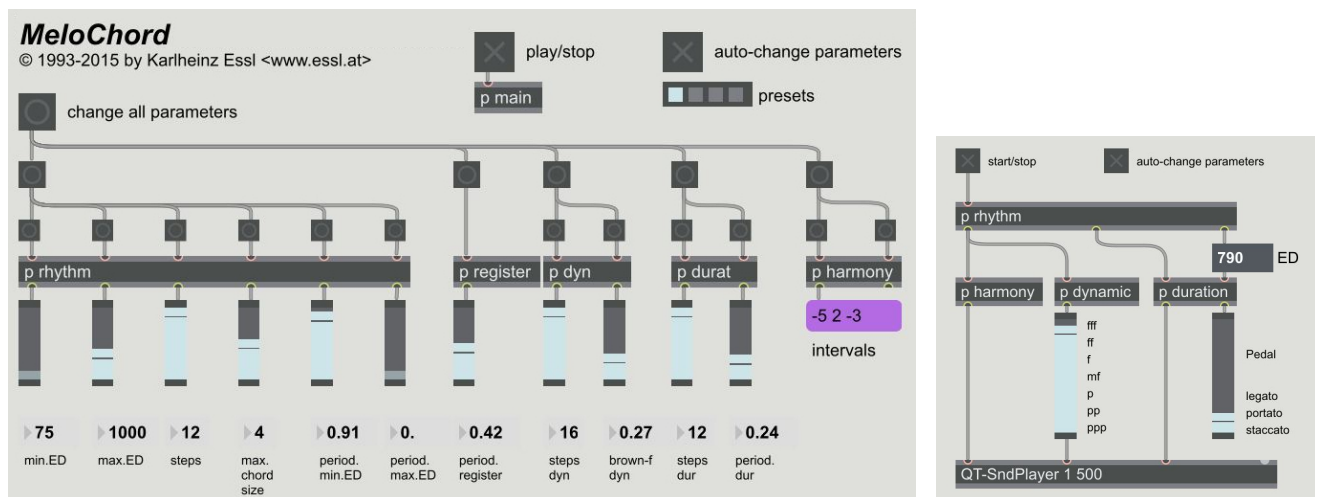 MeloChord
© 1993-2015 by Karlheinz Essl <www.essl.at>
play/stop
auto-change parameters
p main
presets
change all parameters
p rhythm
p register
p dyn
p durat
p harmony
-5 2 -3
intervals
75
1000
12
4
0.91
0.
0.42
16
0.27
12
0.24
min.ED
max.ED
steps
max.
chord
size
period.
min.ED
period.
max.ED
period.
register
steps
dyn
brown-f
dyn
steps
dur
period.
dur
start/stop
auto-change parameters
p rhythm
790
ED
p harmony
p dynamic
p duration
fff
ff
f
mf
p
pp
ppp
Pedal
legato
portato
staccato
QT-SndPlayer 1 500